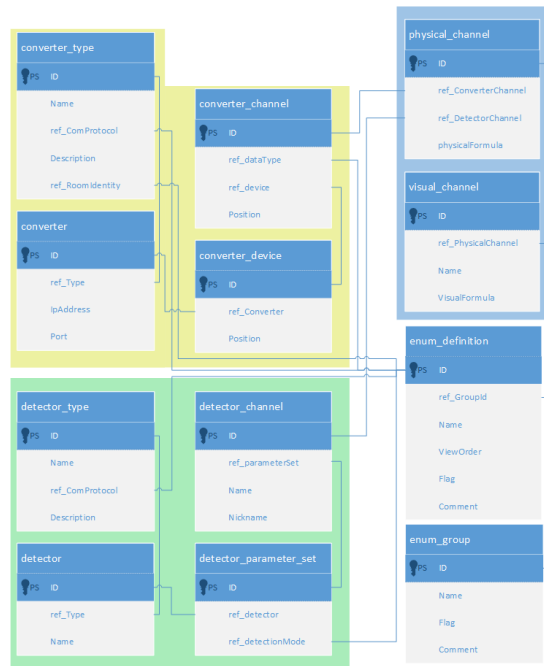 converter_type
PS ID
Name
ref_ComProtocol
Description
ref_RoomIdentity
converter
PS ID
ref_Type
IpAddress
Port
converter_channel
PS ID
ref_dataType
ref_device
Position
converter_device
PS ID
ref_Converter
Position
physical_channel
PS ID
ref_ConverterChannel
ref_DetectorChannel
physicalFormula
visual_channel
PS ID
ref_PhysicalChannel
Name
VisualFormula
detector_type
PS ID
Name
ref_ComProtocol
Description
detector
PS ID
ref_Type
Name
detector_channel
PS ID
ref_parameterSet
Name
Nickname
detector_parameter_set
PS ID
ref_detector
ref_detectionMode
enum_definition
PS ID
ref_GroupId
Name
ViewOrder
Flag
Comment
enum_group
PS ID
Name
Flag
Comment